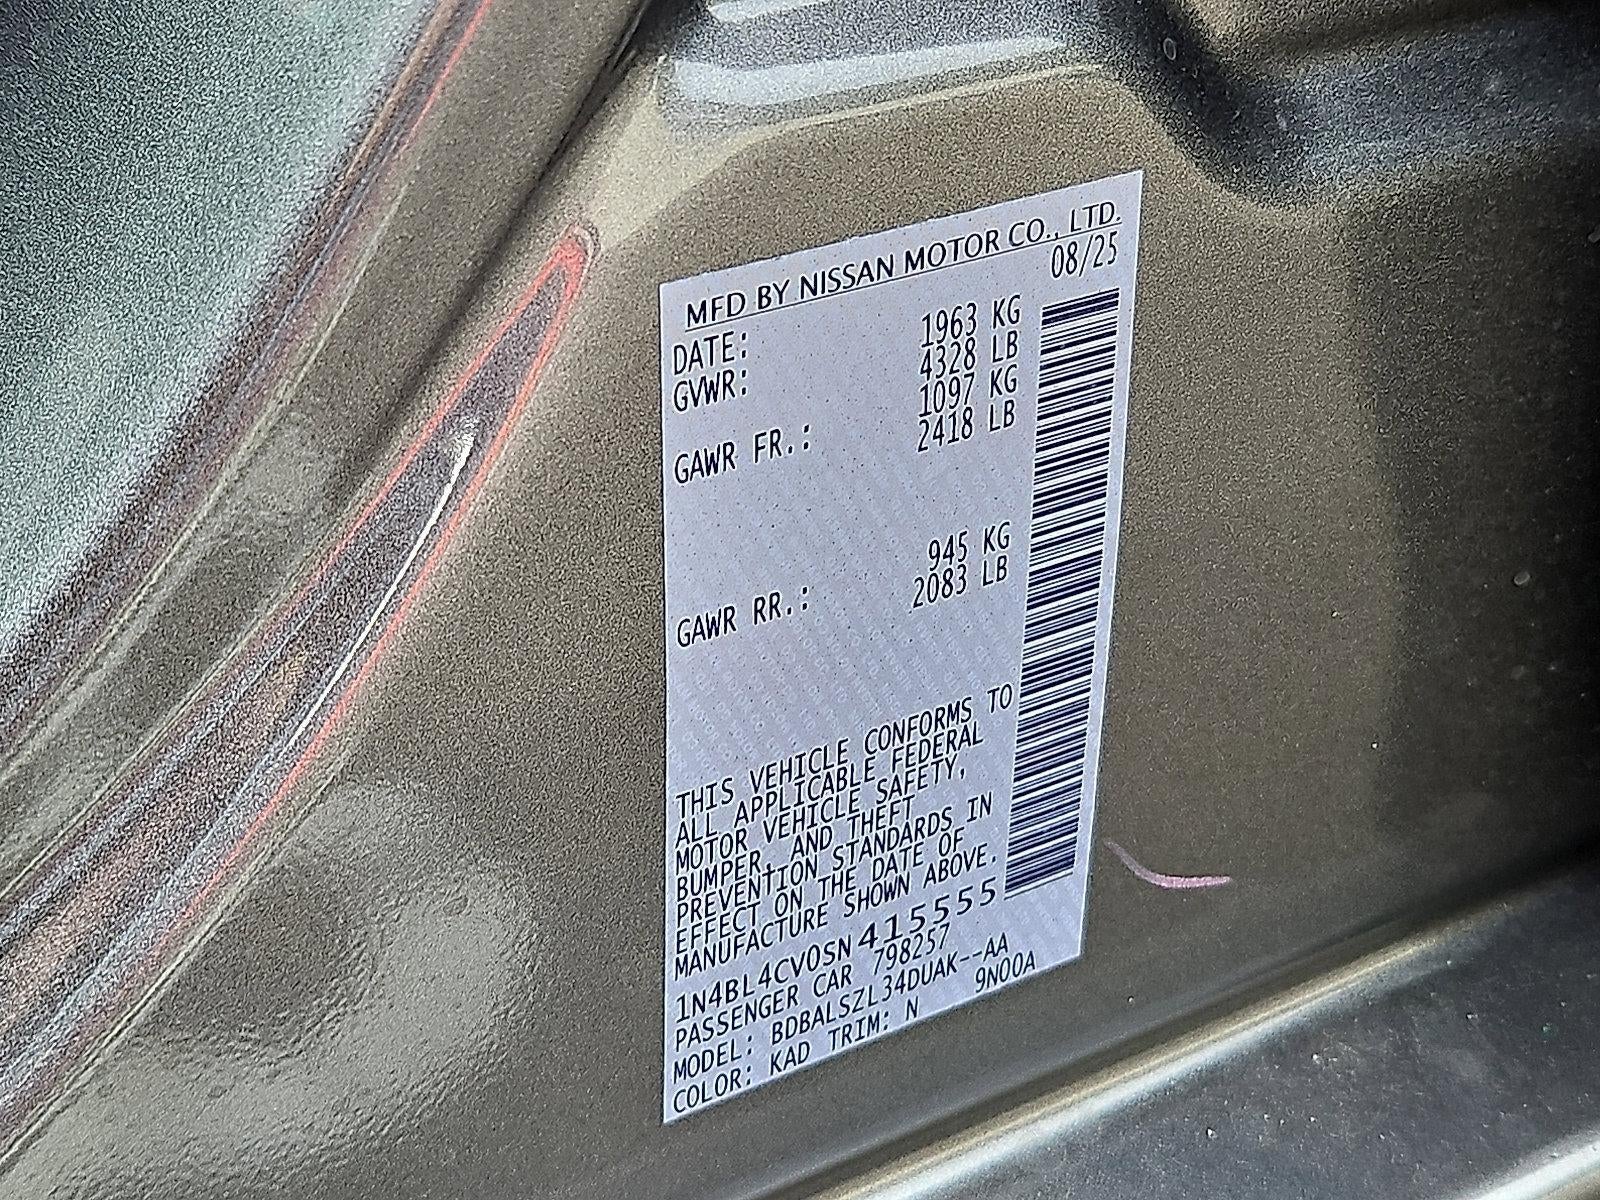 MFD BY NISSAN MOTOR CO., LTD.
DATE: 08/25
GVWR: 1963 KG
4328 LB
GAWR FR.: 1097 KG
2418 LB
GAWR RR.: 945 KG
2083 LB
THIS VEHICLE CONFORMS TO
ALL APPLICABLE FEDERAL
MOTOR VEHICLE SAFETY,
BUMPER, AND THEFT
PREVENTION STANDARDS IN
EFFECT ON THE DATE OF
MANUFACTURE SHOWN ABOVE.
1N4BL4CV0SN415555
PASSENGER CAR 798257
MODEL: BDBALSZL34DUAK--AA
COLOR: KAD TRIM: N 9N00A